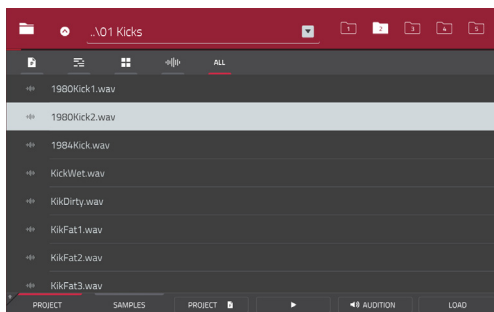 ..\01 Kicks
1 2 3 4 5
ALL
1980Kick1.wav
1980Kick2.wav
1984Kick.wav
KickWet.wav
KikDirty.wav
KikFat1.wav
KikFat2.wav
KikFat3.wav
PROJECT SAMPLES PROJECT AUDITION LOAD